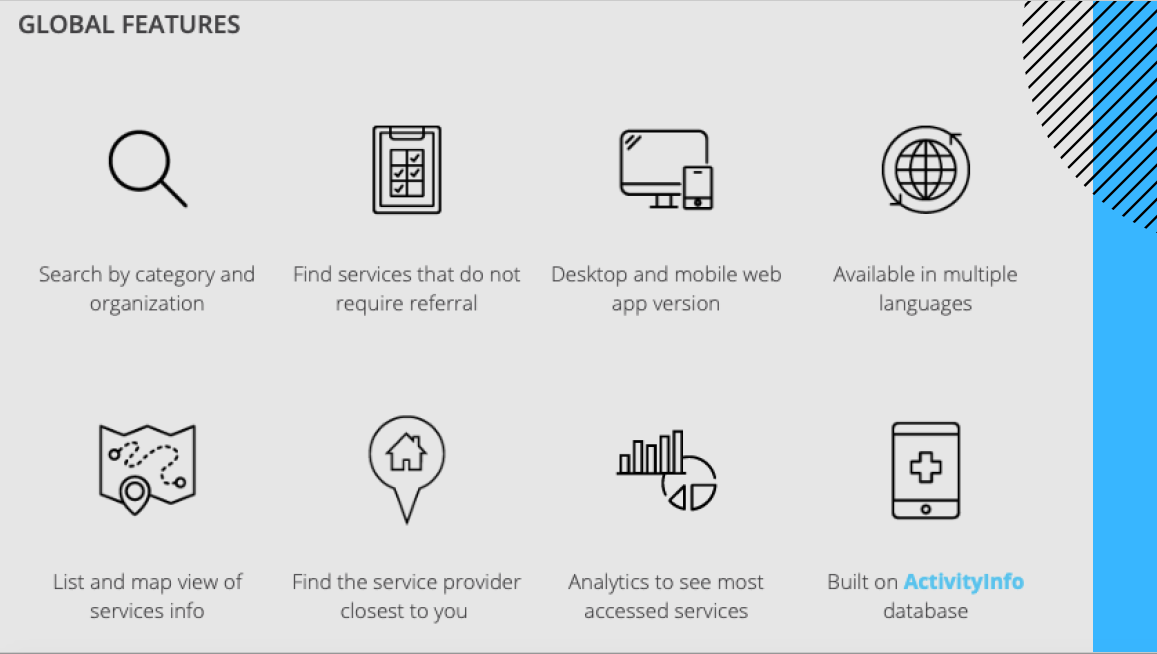 GLOBAL FEATURES
Search by category and
organization
Find services that do not
require referral
Desktop and mobile web
app version
Available in multiple
languages
List and map view of
services info
Find the service provider
closest to you
Analytics to see most
accessed services
Built on ActivityInfo
database